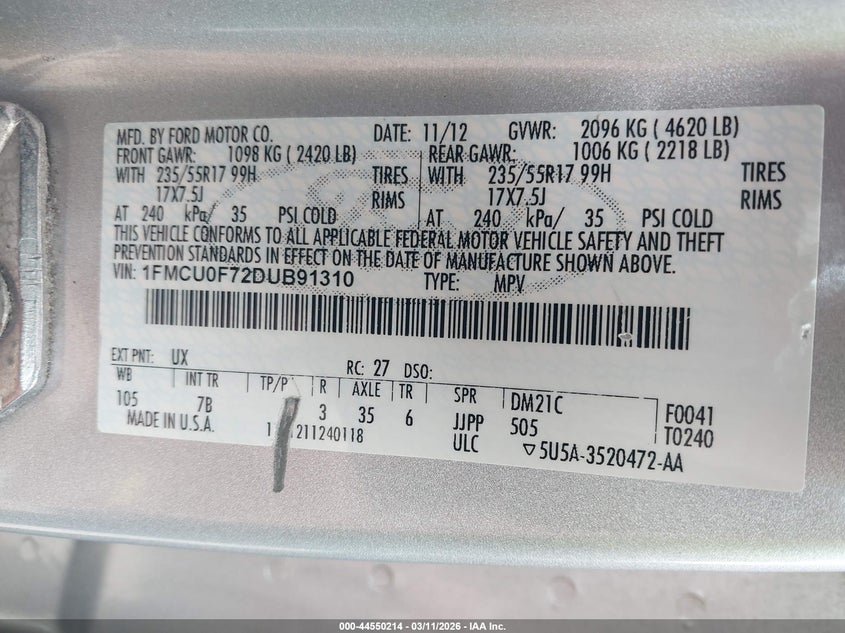 MFD. BY FORD MOTOR CO. DATE: 11/12 GVWR: 2096 KG ( 4620 LB)
FRONT GAWR: 1098 KG ( 2420 LB) REAR GAWR: 1006 KG ( 2218 LB)
WITH 235/55R17 99H TIRES WITH 235/55R17 99H TIRES
17X7.5J RIMS 17X7.5J RIMS
AT 240 kPa/ 35 PSI COLD AT 240 kPa/ 35 PSI COLD
THIS VEHICLE CONFORMS TO ALL APPLICABLE FEDERAL MOTOR VEHICLE SAFETY AND THEFT
PREVENTION STANDARDS IN EFFECT ON THE DATE OF MANUFACTURE SHOWN ABOVE.
VIN: 1FMCU0F72DUB91310 TYPE: MPV
EXT PNT: UX RC: 27 DSO:
WB INT TR TP/P R AXLE TR SPR DM21C F0041
105 7B 3 35 6 JJPP 505 T0240
MADE IN U.S.A. 211240118 ULC ▽5U5A-3520472-AA
000-44550214 - 03/11/2026 - IAA Inc.